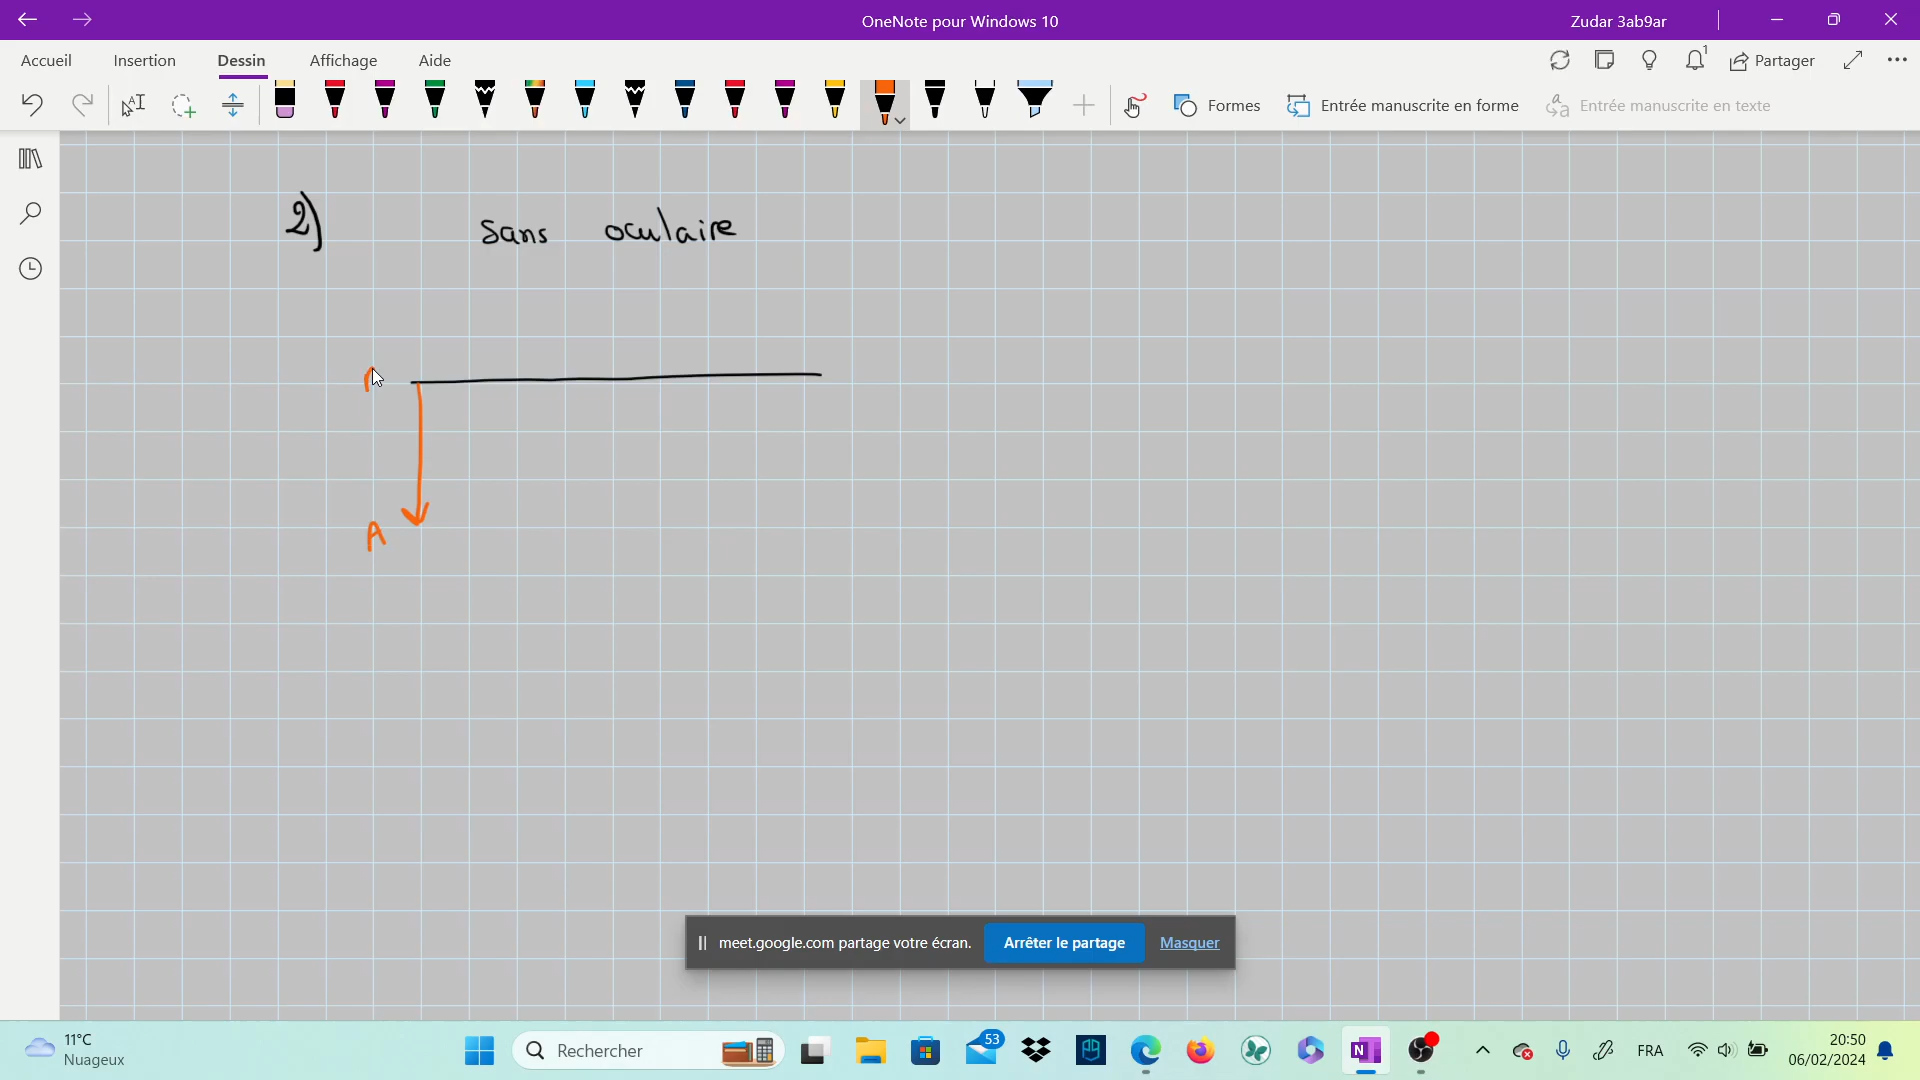 OneNote pour Windows 10
Zudar 3ab9ar
Accueil Insertion Dessin Affichage Aide
1
Partager
Formes
Entrée manuscrite en forme
Entrée manuscrite en texte
2) sans oculaire
A
meet.google.com partage votre écran.
Arrêter le partage
Masquer
11°C
Nuageux
Rechercher
53
FRA
20:50
06/02/2024